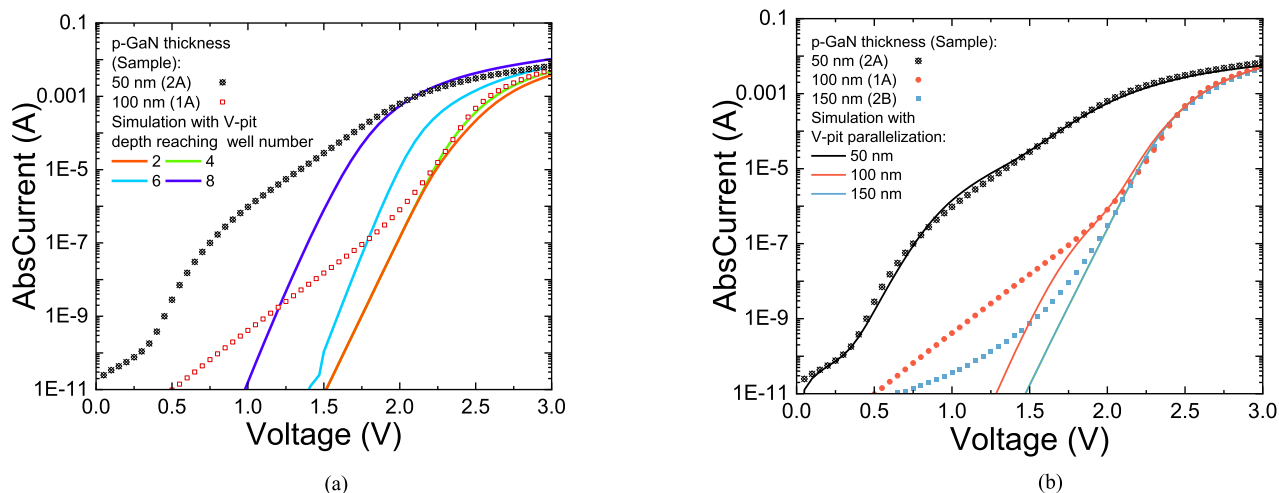 0.1
0.001
1E-5
1E-7
1E-9
1E-11
AbsCurrent (A)
p-GaN thickness
(Sample):
50 nm (2A)
100 nm (1A)
Simulation with V-pit
depth reaching well number
2 4
6 8
0.0 0.5 1.0 1.5 2.0 2.5 3.0
Voltage (V)
(a)
0.1
0.001
1E-5
1E-7
1E-9
1E-11
AbsCurrent (A)
p-GaN thickness (Sample):
50 nm (2A)
100 nm (1A)
150 nm (2B)
Simulation with
V-pit parallelization:
50 nm
100 nm
150 nm
0.0 0.5 1.0 1.5 2.0 2.5 3.0
Voltage (V)
(b)